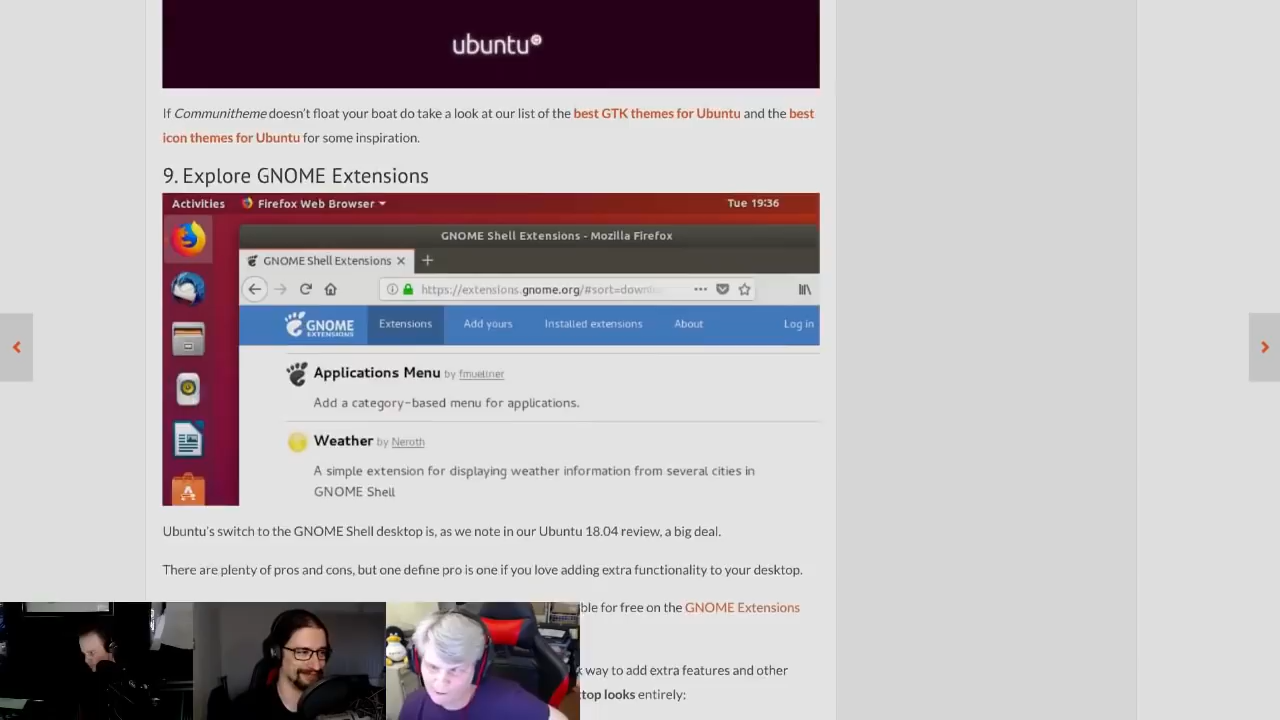 ubuntu
If Communitheme doesn't float your boat do take a look at our list of the best GTK themes for Ubuntu and the best
icon themes for Ubuntu for some inspiration.
9. Explore GNOME Extensions
Activities Firefox Web Browser Tue 19:36
GNOME Shell Extensions - Mozilla Firefox
GNOME Shell Extensions
https://extensions.gnome.org/#sort=downlo
GNOME EXTENSIONS Extensions Add yours Installed extensions About Log in
Applications Menu by fmuellner
Add a category-based menu for applications.
Weather by Neroth
A simple extension for displaying weather information from several cities in
GNOME Shell
Ubuntu's switch to the GNOME Shell desktop is, as we note in our Ubuntu 18.04 review, a big deal.
There are plenty of pros and cons, but one define pro is one if you love adding extra functionality to your desktop.
ble for free on the GNOME Extensions
way to add extra features and other
top looks entirely: